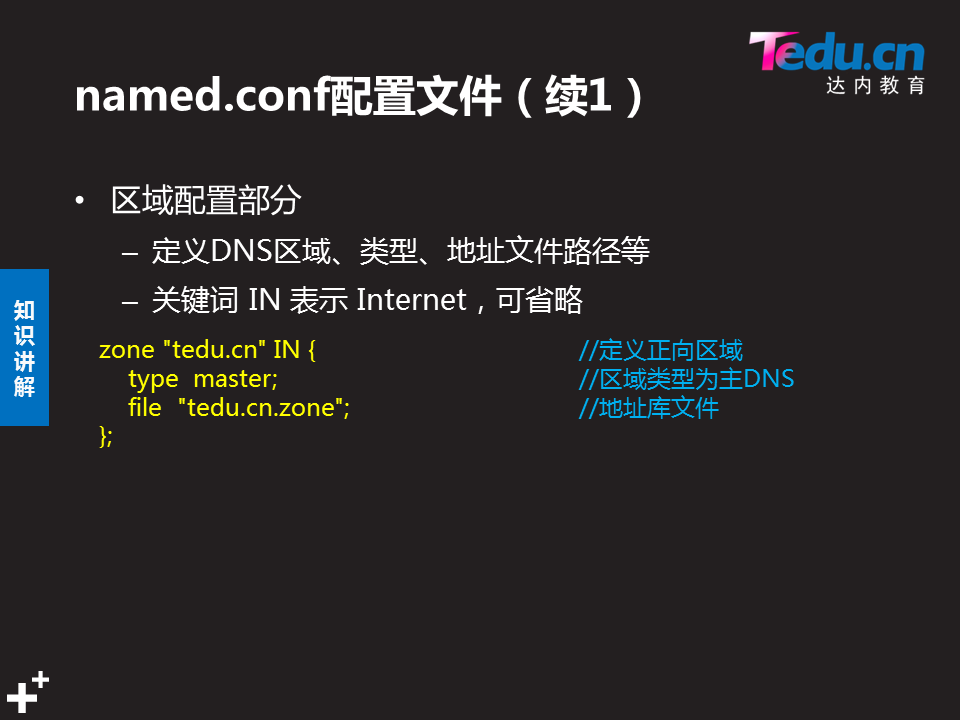 Tedu.cn
达内教育
named.conf配置文件（续1）
• 区域配置部分
– 定义DNS区域、类型、地址文件路径等
– 关键词 IN 表示 Internet，可省略
知识讲解
zone "tedu.cn" IN { //定义正向区域
type master; //区域类型为主DNS
file "tedu.cn.zone"; //地址库文件
};